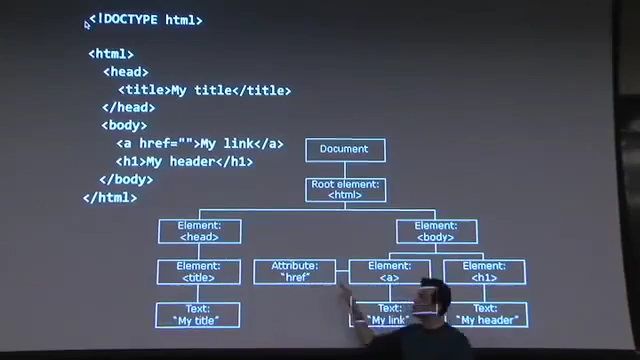 <!DOCTYPE html>
<html>
<head>
<title>My title</title>
</head>
<body>
<a href="">My link</a>
<h1>My header</h1>
</body>
</html>
Document
Root element:
<html>
Element:
<head>
Element:
<body>
Element:
<title>
Attribute:
"href"
Element:
<a>
Element:
<h1>
Text:
"My title"
Text:
"My link"
Text:
"My header"